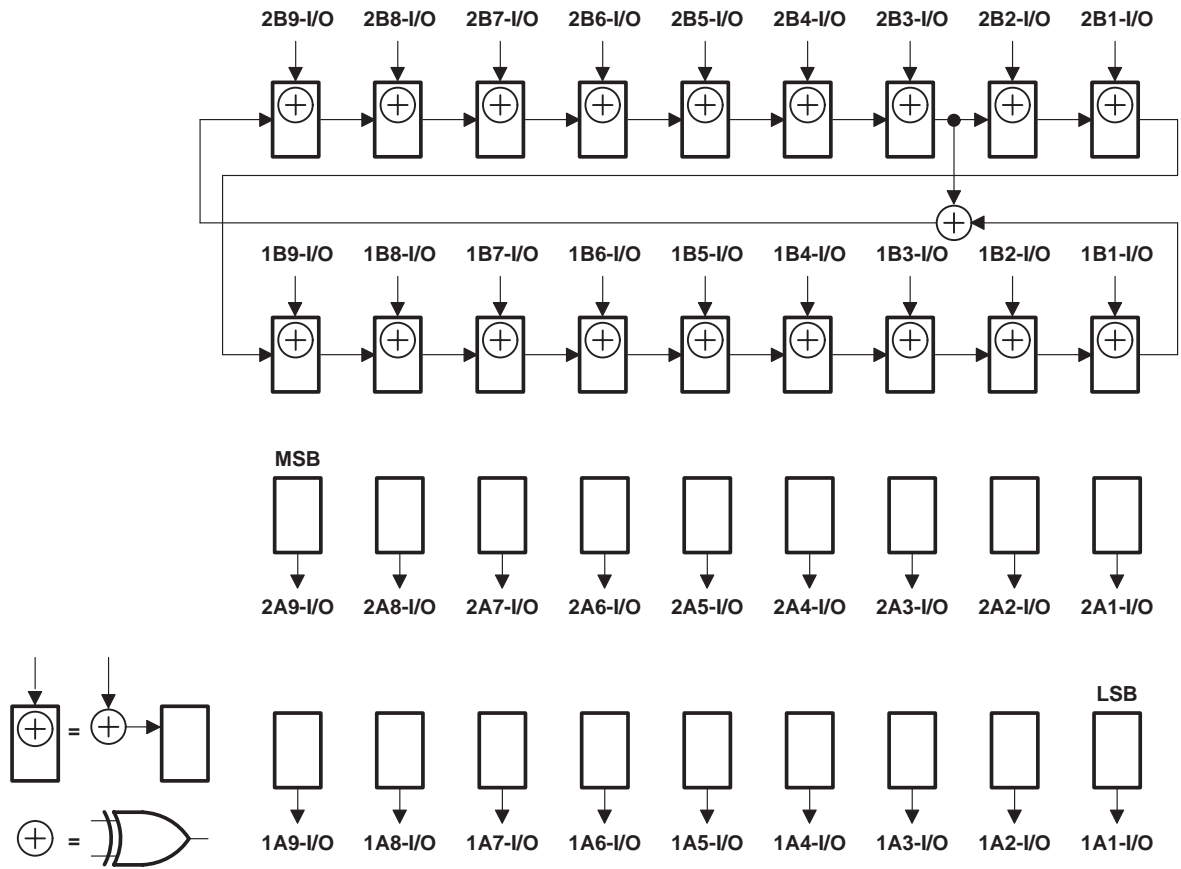 2B9-I/O 2B8-I/O 2B7-I/O 2B6-I/O 2B5-I/O 2B4-I/O 2B3-I/O 2B2-I/O 2B1-I/O
1B9-I/O 1B8-I/O 1B7-I/O 1B6-I/O 1B5-I/O 1B4-I/O 1B3-I/O 1B2-I/O 1B1-I/O
MSB
2A9-I/O 2A8-I/O 2A7-I/O 2A6-I/O 2A5-I/O 2A4-I/O 2A3-I/O 2A2-I/O 2A1-I/O
LSB
=
=
1A9-I/O 1A8-I/O 1A7-I/O 1A6-I/O 1A5-I/O 1A4-I/O 1A3-I/O 1A2-I/O 1A1-I/O